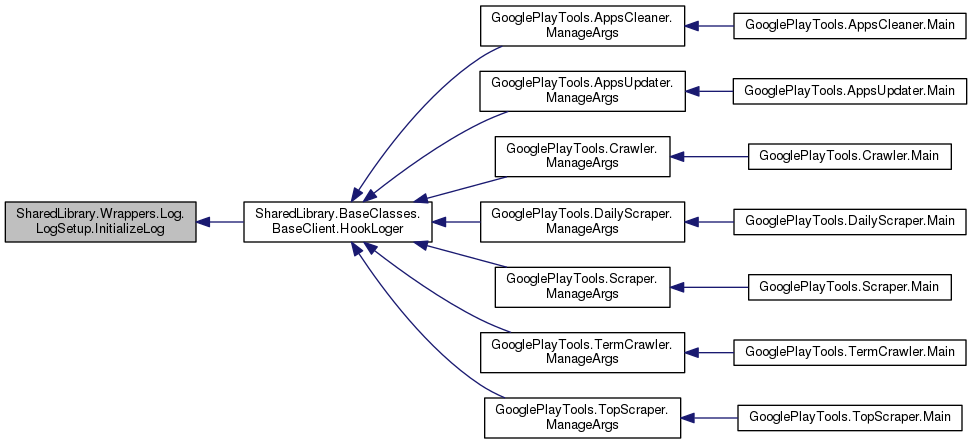 SharedLibrary.Wrappers.Log.
LogSetup.InitializeLog
SharedLibrary.BaseClasses.
BaseClient.HookLoger
GooglePlayTools.AppsCleaner.
ManageArgs
GooglePlayTools.AppsCleaner.Main
GooglePlayTools.AppsUpdater.
ManageArgs
GooglePlayTools.AppsUpdater.Main
GooglePlayTools.Crawler.
ManageArgs
GooglePlayTools.Crawler.Main
GooglePlayTools.DailyScraper.
ManageArgs
GooglePlayTools.DailyScraper.Main
GooglePlayTools.Scraper.
ManageArgs
GooglePlayTools.Scraper.Main
GooglePlayTools.TermCrawler.
ManageArgs
GooglePlayTools.TermCrawler.Main
GooglePlayTools.TopScraper.
ManageArgs
GooglePlayTools.TopScraper.Main